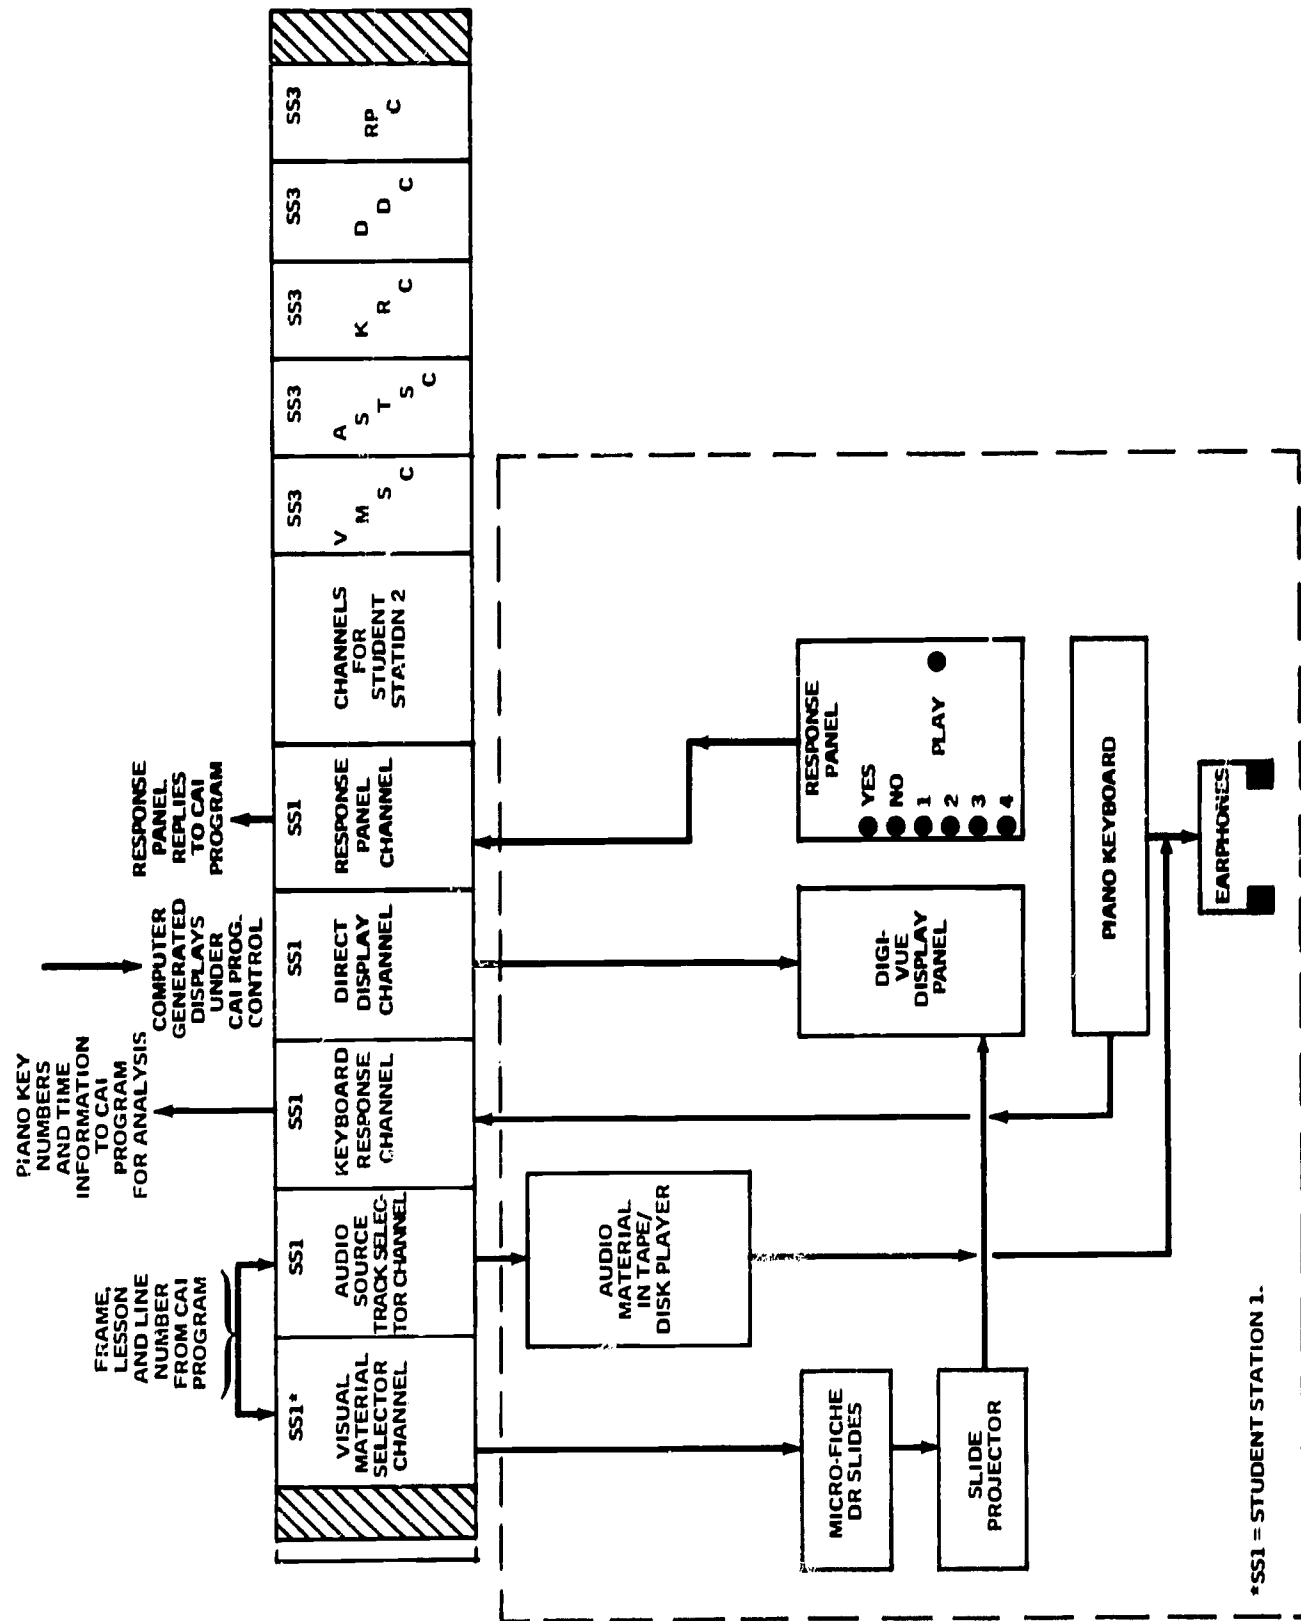 FRAME,
LESSON
AND LINE
NUMBER
FROM CAI
PROGRAM
PIANO KEY
NUMBERS
AND TIME
INFORMATION
TO CAI
PROGRAM
FOR ANALYSIS
COMPUTER
GENERATED
DISPLAYS
UNDER
CAI PROG.
CONTROL
RESPONSE
PANEL
REPLIES
TO CAI
PROGRAM
SS1*
VISUAL
MATERIAL
SELECTOR
CHANNEL
SS1
AUDIO
SOURCE
TRACK SELEC-
TOR CHANNEL
SS1
KEYBOARD
RESPONSE
CHANNEL
SS1
DIRECT
DISPLAY
CHANNEL
SS1
RESPONSE
PANEL
CHANNEL
CHANNELS
FOR
STUDENT
STATION 2
SS3
V
M
S
C
SS3
A
S
T
S
C
SS3
K
R
C
SS3
D
D
C
SS3
RP
C
AUDIO
MATERIAL
IN TAPE/
DISK PLAYER
MICRO-FICHE
OR SLIDES
SLIDE
PROJECTOR
DIGI-
VUE
DISPLAY
PANEL
RESPONSE
PANEL
YES
NO
1
2
3
4
PLAY
PIANO KEYBOARD
EARPHONES
*SS1 = STUDENT STATION 1.